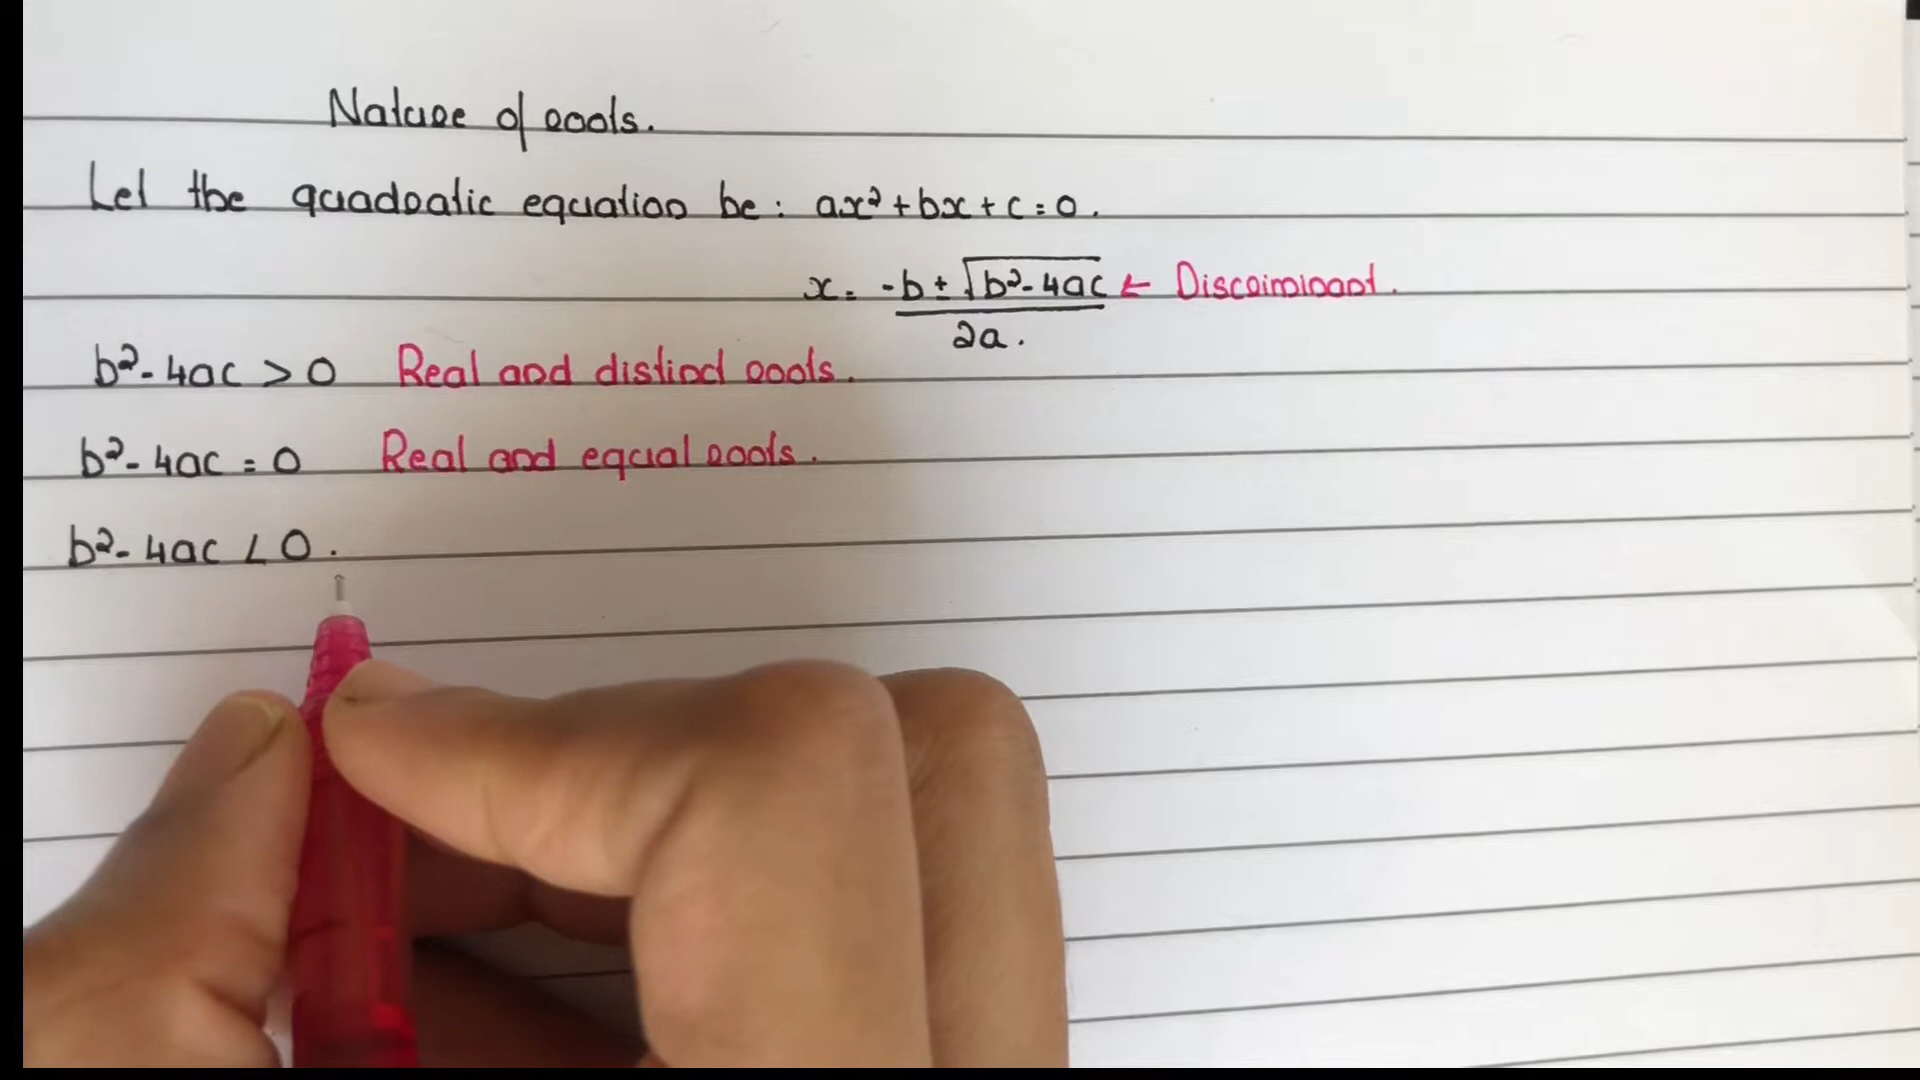 Nature of roots.
Let the quadratic equation be: ax²+bx+c=0.
x = -b±√b²-4ac ← Discriminant.
2a.
b²-4ac > 0 Real and distinct roots.
b²-4ac = 0 Real and equal roots.
b²-4ac < 0.